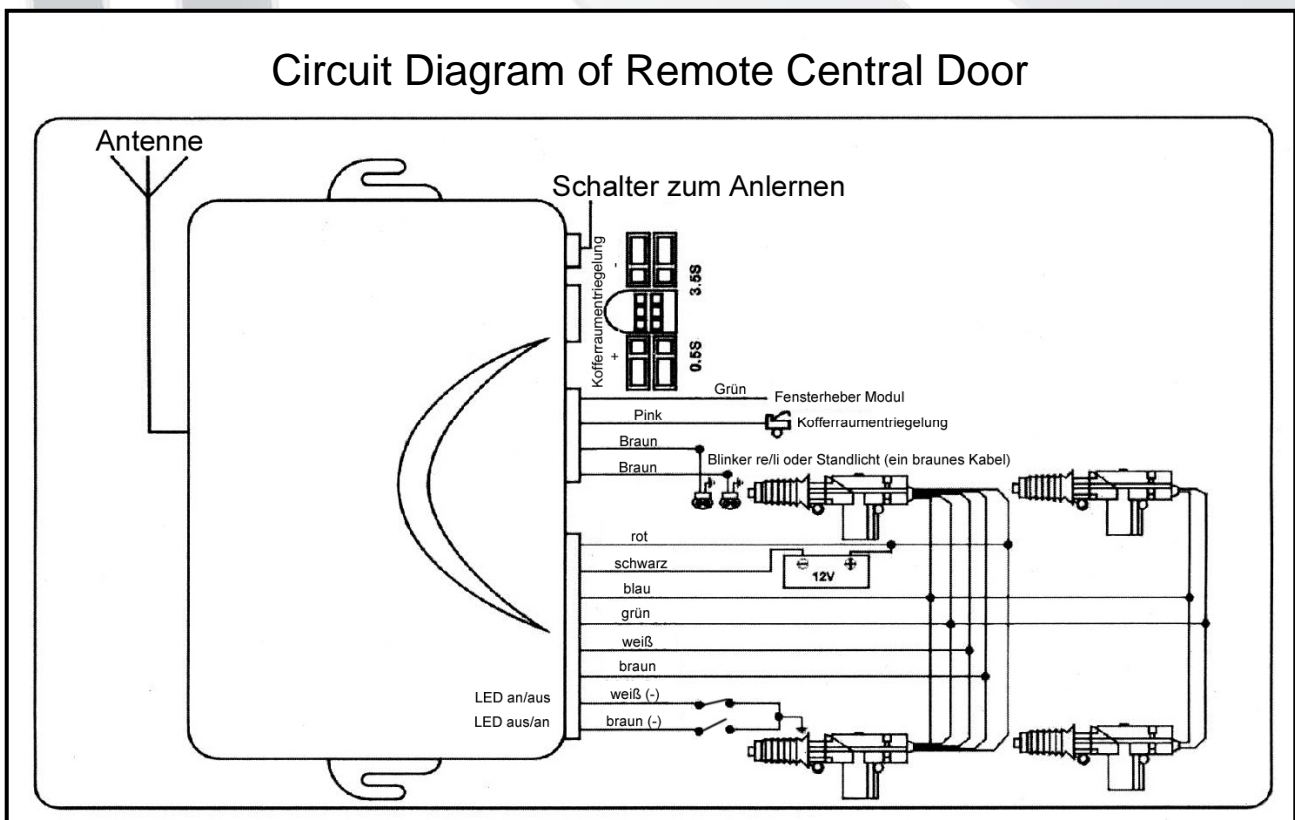 Circuit Diagram of Remote Central Door
Antenne
Schalter zum Anlernen
Kofferraumentriegelung
-
+
3.5S
0.5S
Grün
Fensterheber Modul
Pink
Kofferraumentriegelung
Braun
Braun
Blinker re/li oder Standlicht (ein braunes Kabel)
rot
schwarz
12V
blau
grün
weiß
braun
LED an/aus
weiß (-)
LED aus/an
braun (-)